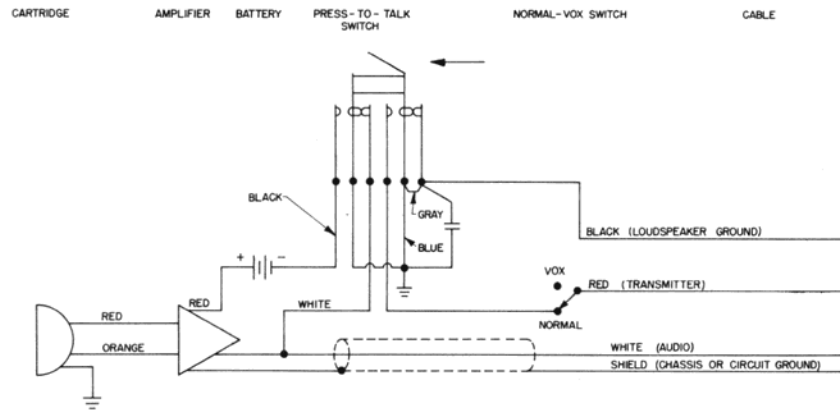 CARTRIDGE
AMPLIFIER
BATTERY
PRESS-TO-TALK
SWITCH
NORMAL-VOX SWITCH
CABLE
BLACK
GRAY
BLUE
BLACK (LOUDSPEAKER GROUND)
+
-
VOX
RED (TRANSMITTER)
RED
WHITE
NORMAL
RED
ORANGE
WHITE (AUDIO)
SHIELD (CHASSIS OR CIRCUIT GROUND)